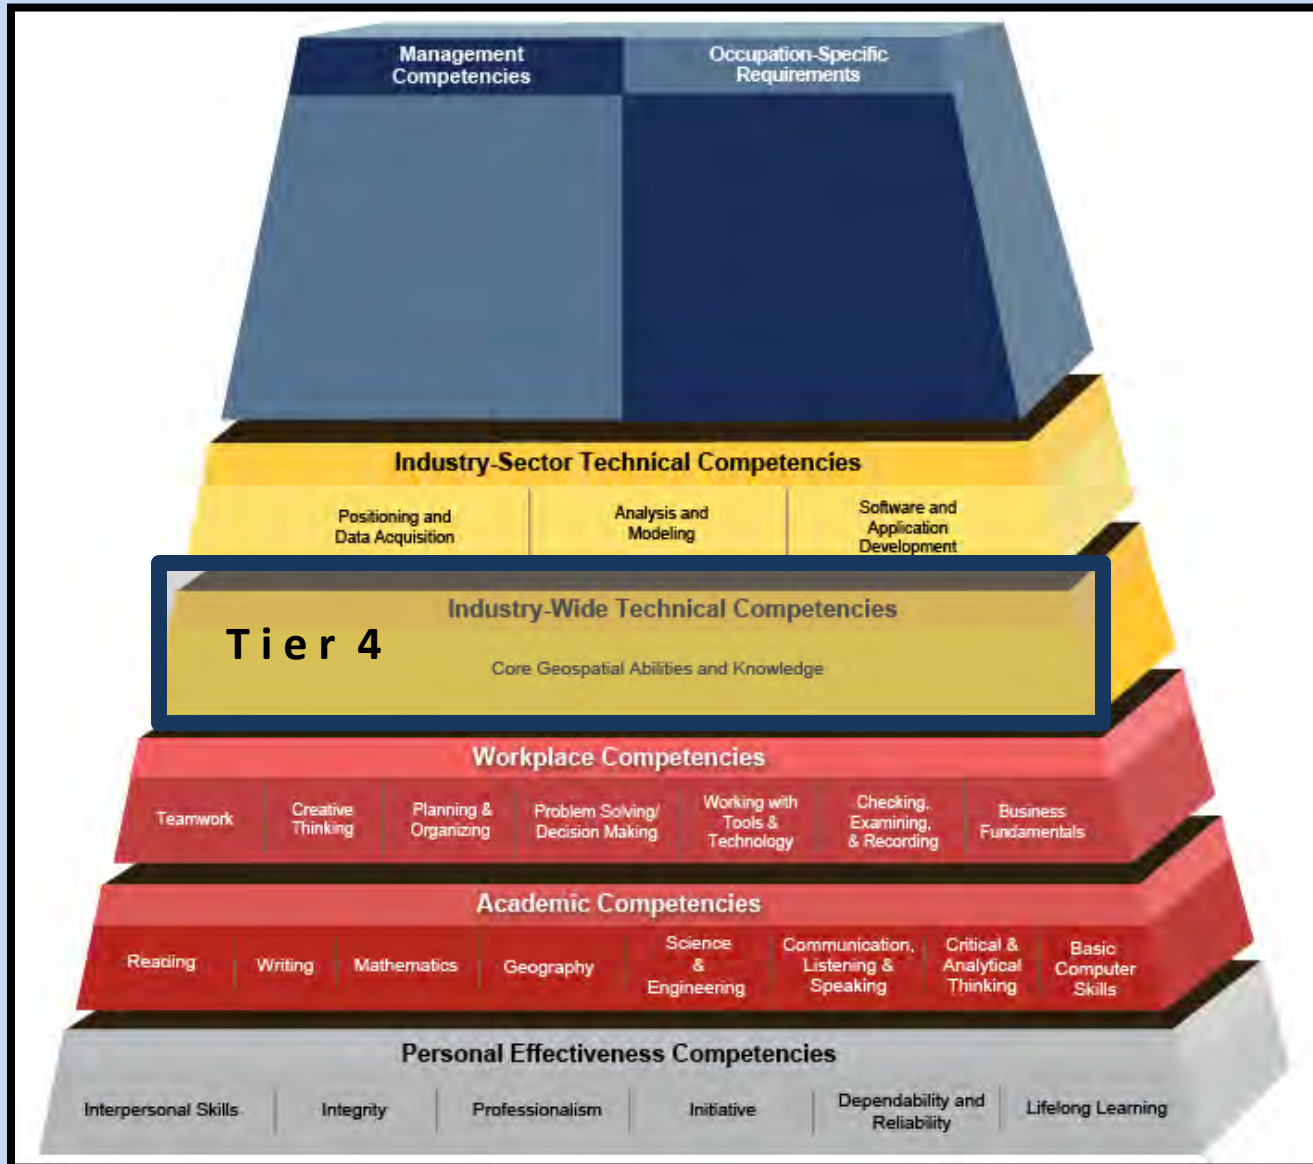 Management
Competencies
Occupation-Specific
Requirements
Industry-Sector Technical Competencies
Positioning and
Data Acquisition
Analysis and
Modeling
Software and
Application
Development
Industry-Wide Technical Competencies
Tier 4
Core Geospatial Abilities and Knowledge
Workplace Competencies
Teamwork
Creative
Thinking
Planning &
Organizing
Problem Solving/
Decision Making
Working with
Tools &
Technology
Checking,
Examining,
& Recording
Business
Fundamentals
Academic Competencies
Reading
Writing
Mathematics
Geography
Science
&
Engineering
Communication,
Listening &
Speaking
Critical &
Analytical
Thinking
Basic
Computer
Skills
Personal Effectiveness Competencies
Interpersonal Skills
Integrity
Professionalism
Initiative
Dependability and
Reliability
Lifelong Learning